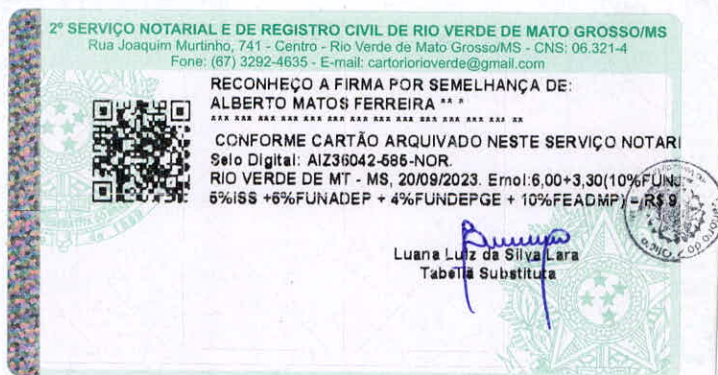 2º SERVIÇO NOTARIAL E DE REGISTRO CIVIL DE RIO VERDE DE MATO GROSSO/MS
Rua Joaquim Murtinho, 741 - Centro - Rio Verde de Mato Grosso/MS - CNS: 06.321-4
Fone: (67) 3292-4635 - E-mail: cartoriorioverde@gmail.com
RECONHEÇO A FIRMA POR SEMELHANÇA DE:
ALBERTO MATOS FERREIRA ** *
*** *** *** *** *** *** *** *** *** *** *** *** *** *** *** ***
CONFORME CARTÃO ARQUIVADO NESTE SERVIÇO NOTARI
Selo Digital: AIZ36042-585-NOR.
RIO VERDE DE MT - MS, 20/09/2023. Emol:6,00+3,30(10%FUNJ
5%ISS +6%FUNADEP + 4%FUNDEPGE + 10%FEADMP) = R$ 9
Luana Luiz da Silva Lara
Tabeliã Substituta